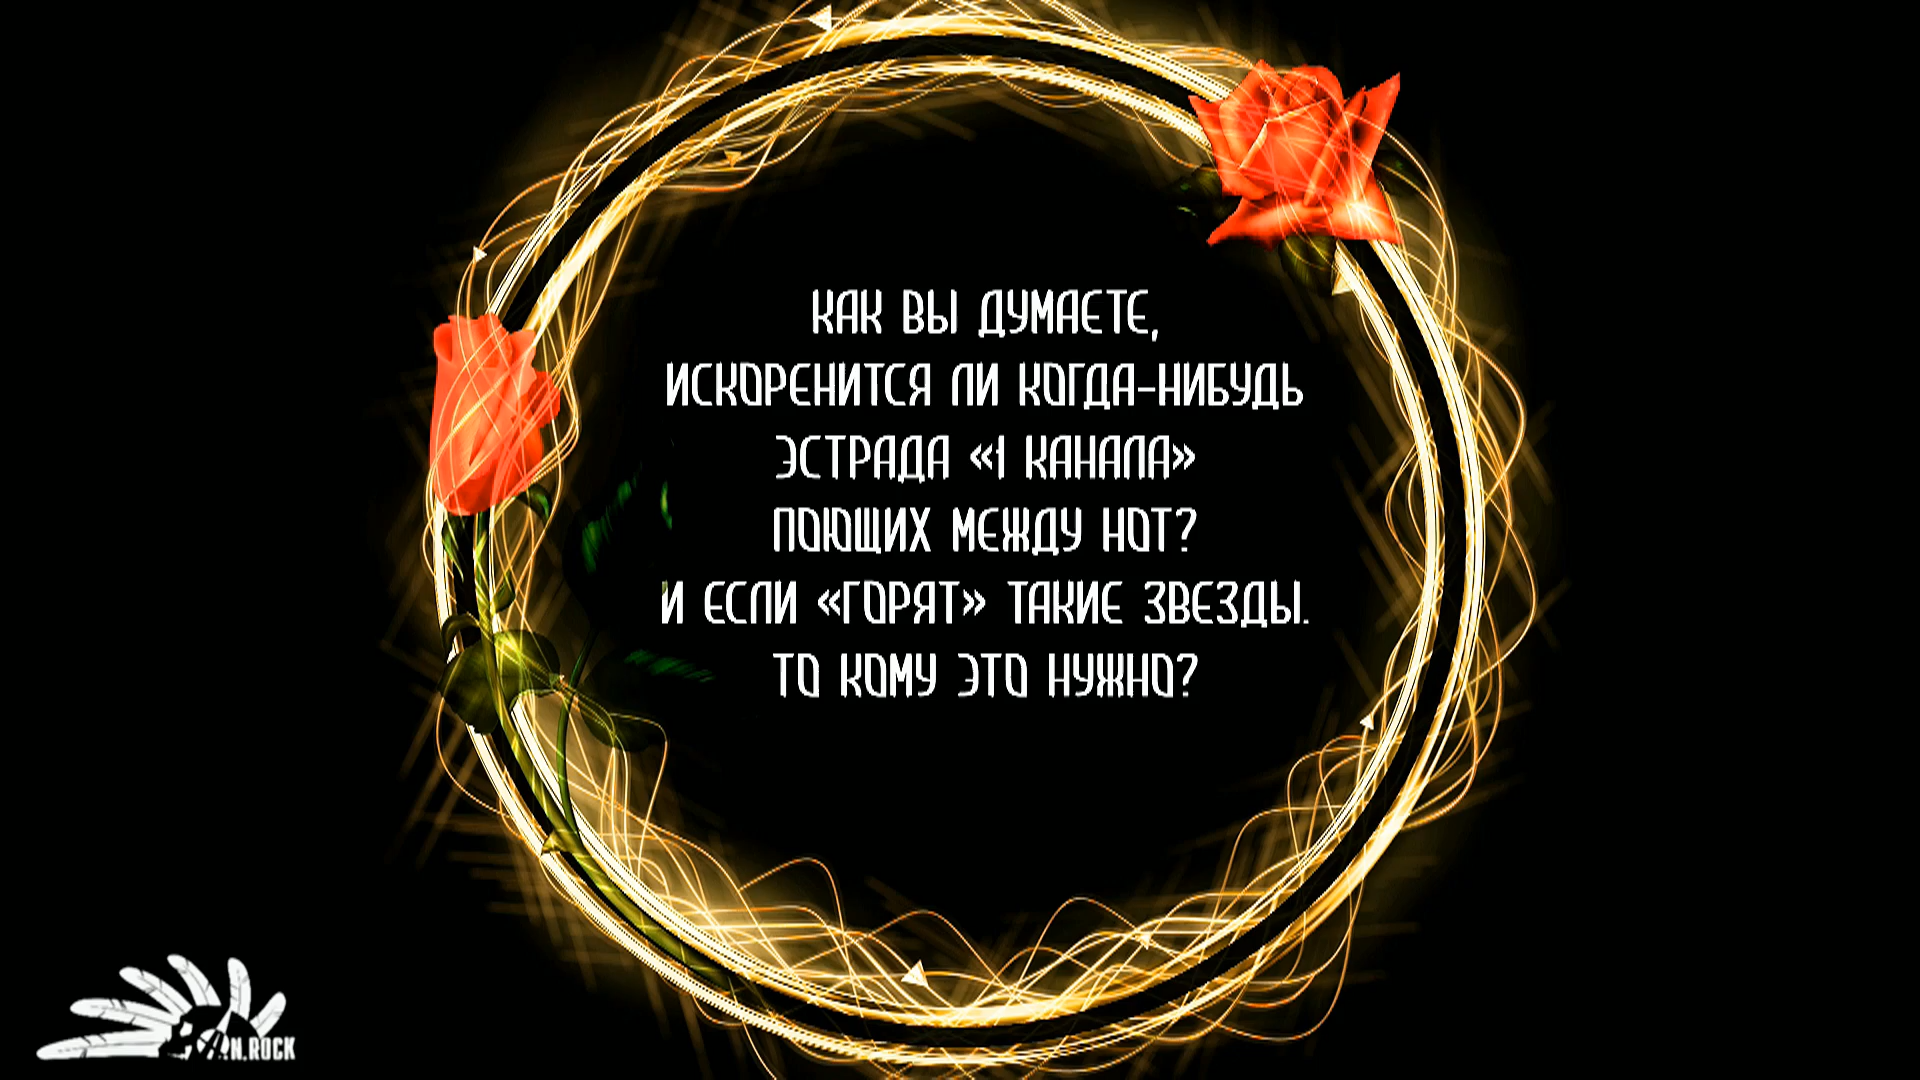 КАК ВЫ ДУМАЕТЕ,
ИСКОРЕНИТСЯ ЛИ КОГДА-НИБУДЬ
ЭСТРАДА «1 КАНАЛА»
ПОЮЩИХ МЕЖДУ НОТ?
И ЕСЛИ «ГОРЯТ» ТАКИЕ ЗВЕЗДЫ.
ТО КОМУ ЭТО НУЖНО?
AN.ROCK